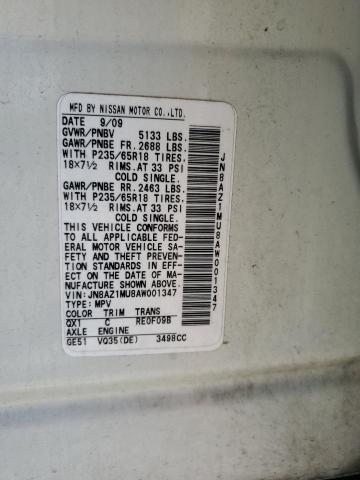 MFD BY NISSAN MOTOR CO.,LTD.
DATE 9/09
GVWR/PNBV 5133 LBS.
GAWR/PNBE FR. 2688 LBS.
WITH P235/65R18 TIRES,
18×7½ RIMS.AT 33 PSI
COLD SINGLE.
GAWR/PNBE RR. 2463 LBS.
WITH P235/65R18 TIRES,
18×7½ RIMS.AT 33 PSI
COLD SINGLE.
THIS VEHICLE CONFORMS
TO ALL APPLICABLE FED-
ERAL MOTOR VEHICLE SA-
FETY AND THEFT PREVEN-
TION STANDARDS IN EFF-
ECT ON THE DATE OF MA-
NUFACTURE SHOWN ABOVE.
VIN: JN8AZ1MU8AW001347
TYPE: MPV
COLOR TRIM TRANS
QX1 C RE0F09B
AXLE ENGINE
GE51 VQ35(DE) 3498CC
JN8AZ1MU8AW001347